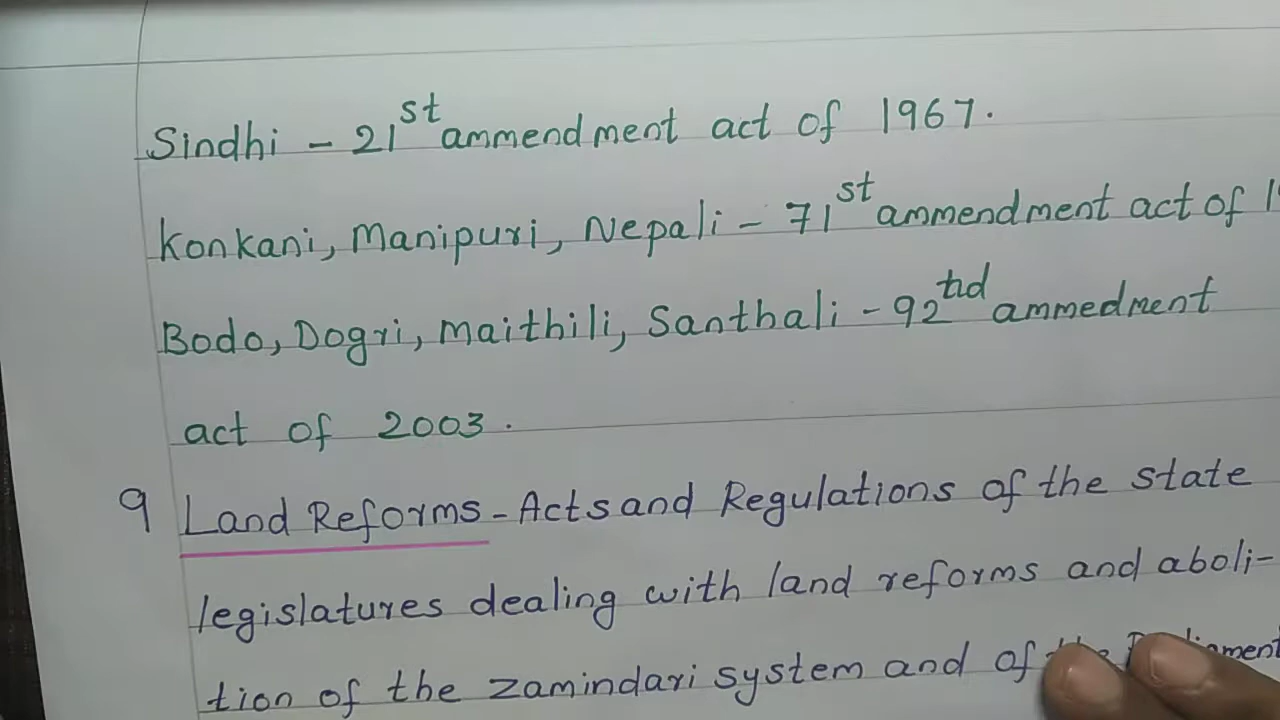 Sindhi - 21st ammendment act of 1967.
Konkani, Manipuri, Nepali - 71st ammendment act of 1
Bodo, Dogri, Maithili, Santhali - 92nd ammedment
act of 2003.
9 Land Reforms - Acts and Regulations of the state
legislatures dealing with land reforms and aboli-
tion of the zamindari system and of the